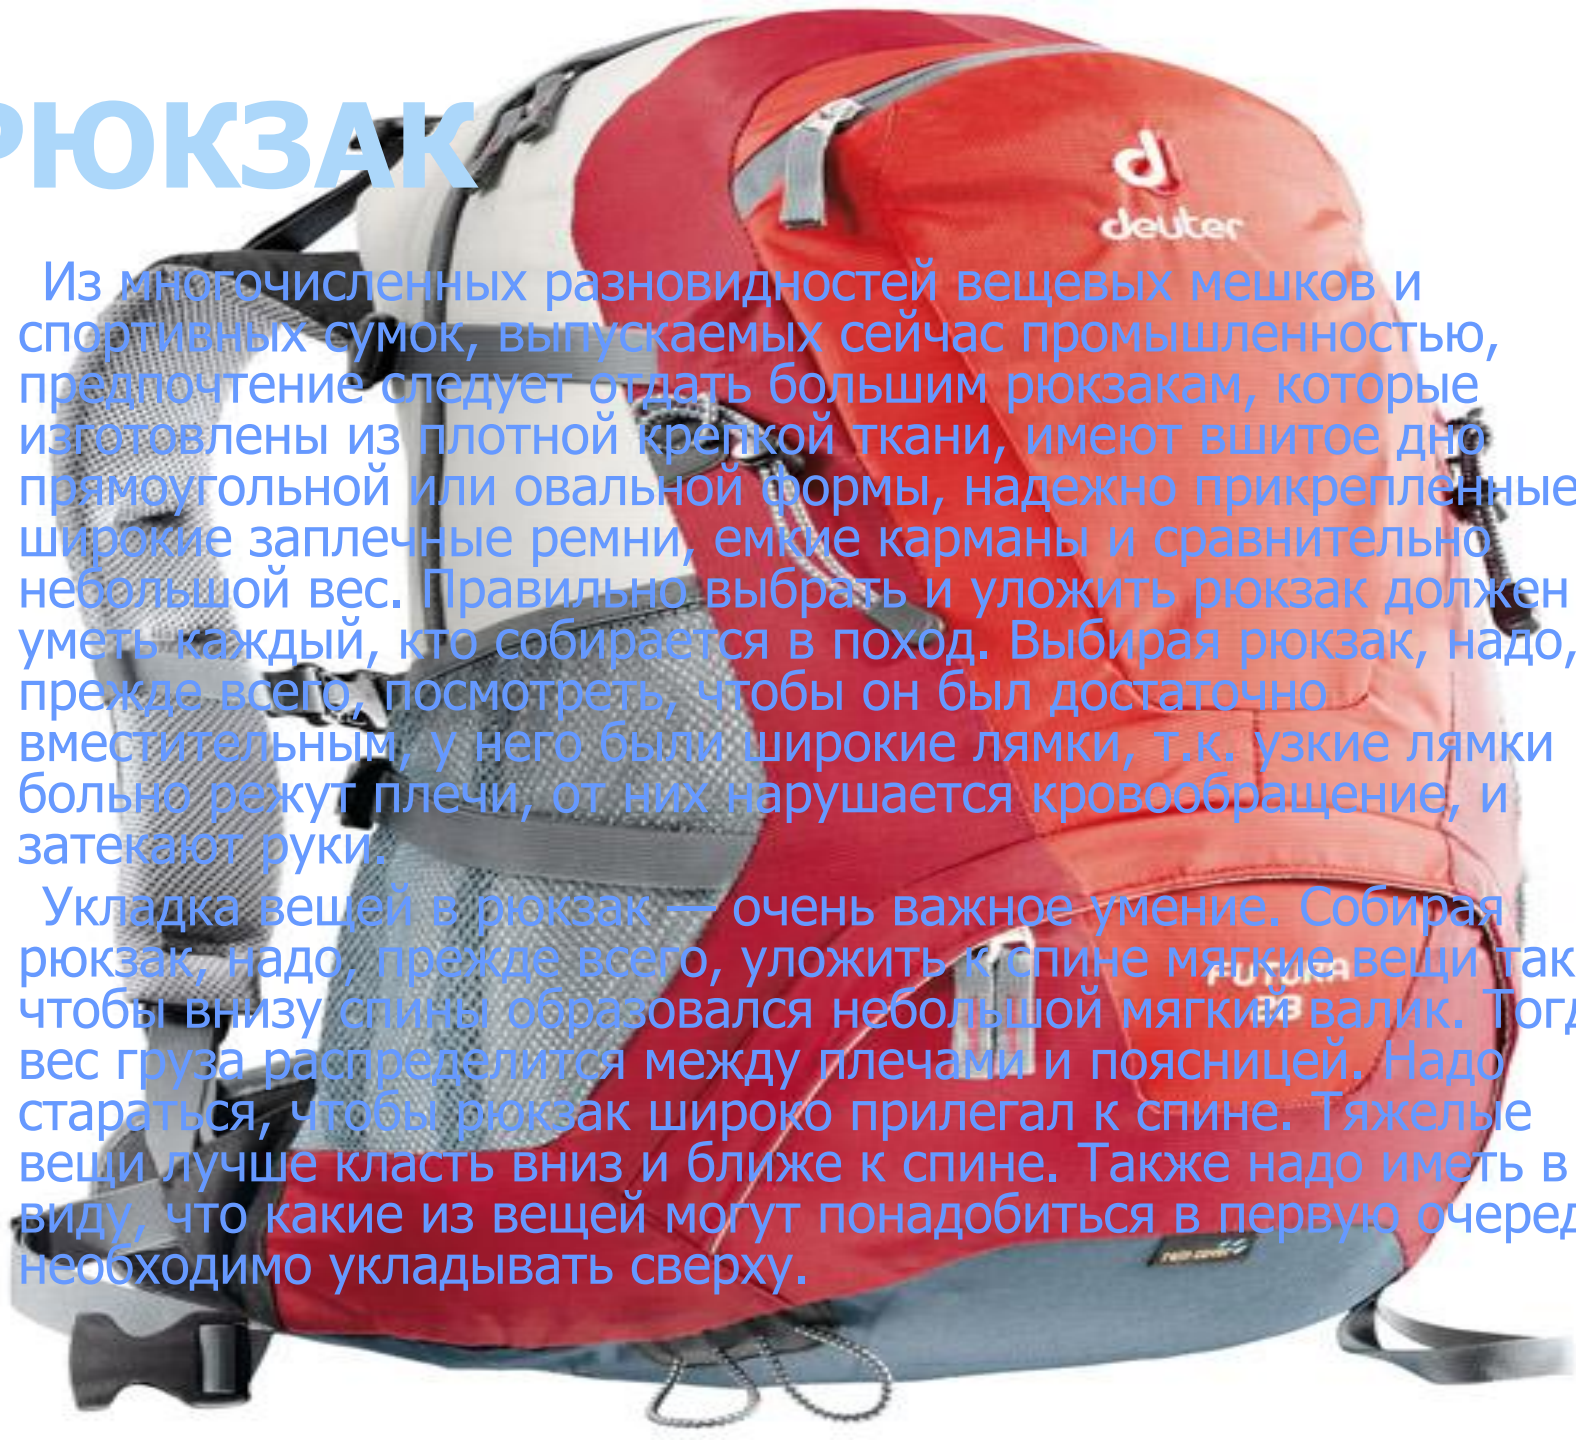 РЮКЗАК
deuter
Из многочисленных разновидностей вещевых мешков и
спортивных сумок, выпускаемых сейчас промышленностью,
предпочтение следует отдать большим рюкзакам, которые
изготовлены из плотной крепкой ткани, имеют вшитое дно
прямоугольной или овальной формы, надежно прикрепленные
широкие заплечные ремни, емкие карманы и сравнительно
небольшой вес. Правильно выбрать и уложить рюкзак должен
уметь каждый, кто собирается в поход. Выбирая рюкзак, надо,
прежде всего, посмотреть, чтобы он был достаточно
вместительным, у него были широкие лямки, т.к. узкие лямки
больно режут плечи, от них нарушается кровообращение, и
затекают руки.
Укладка вещей в рюкзак — очень важное умение. Собирая
рюкзак, надо, прежде всего, уложить к спине мягкие вещи так
чтобы внизу спины образовался небольшой мягкий валик. Тогд
вес груза распределится между плечами и поясницей. Надо
стараться, чтобы рюкзак широко прилегал к спине. Тяжелые
вещи лучше класть вниз и ближе к спине. Также надо иметь в
виду, что какие из вещей могут понадобиться в первую очеред
необходимо укладывать сверху.
FUTURA
rain cover